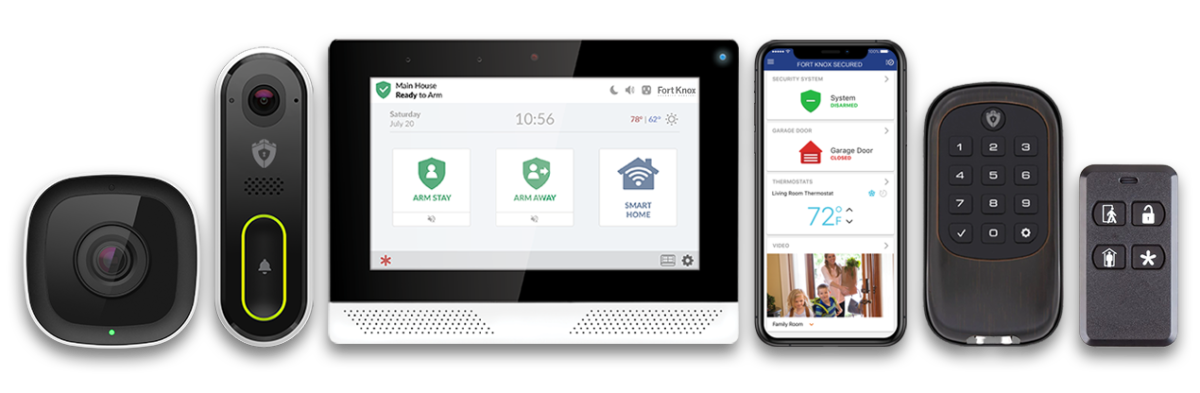 Main House
Ready to Arm
Fort Knox
Saturday
July 20
10:56
78° | 62°
ARM STAY
ARM AWAY
SMART
HOME
100%
FORT KNOX SECURED
SECURITY SYSTEM
System
DISARMED
GARAGE DOOR
Garage Door
CLOSED
THERMOSTATS
Living Room Thermostat
72°
F
VIDEO
Family Room
1 2 3
4 5 6
7 8 9
0